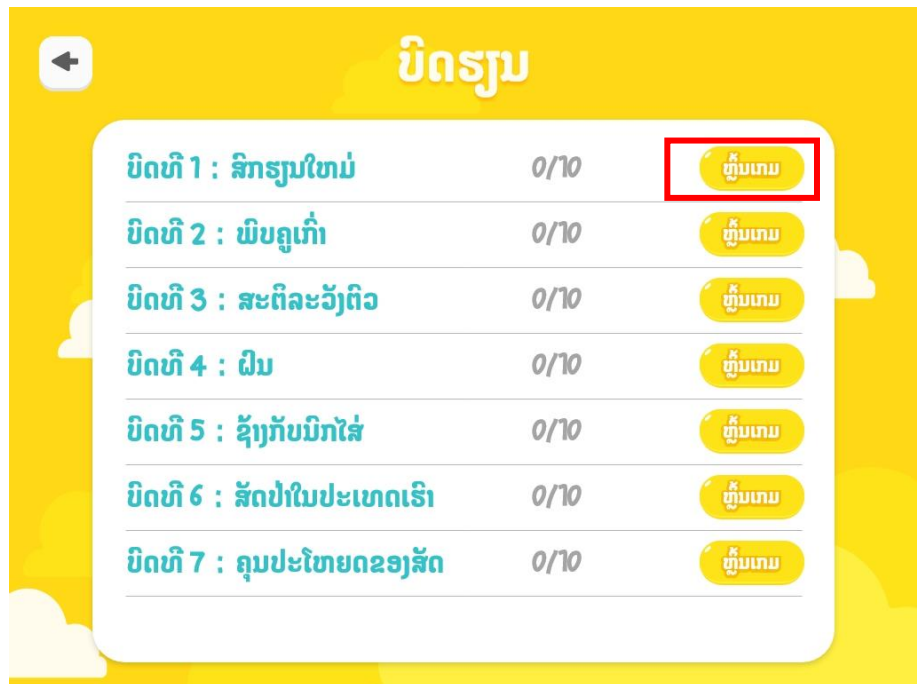 ບົດຮຽນ
ບົດທີ 1 : ສົກຮຽນໃຫມ່ 0/10 ຫຼິ້ນເກມ
ບົດທີ 2 : ພົບຄູເກົ່າ 0/10 ຫຼິ້ນເກມ
ບົດທີ 3 : ສະຕິລະວັງຕົວ 0/10 ຫຼິ້ນເກມ
ບົດທີ 4 : ຝົນ 0/10 ຫຼິ້ນເກມ
ບົດທີ 5 : ຊ້າງກັບນົກໄສ່ 0/10 ຫຼິ້ນເກມ
ບົດທີ 6 : ສັດປ່າໃນປະເທດເຮົາ 0/10 ຫຼິ້ນເກມ
ບົດທີ 7 : ຄຸນປະໂຫຍດຂອງສັດ 0/10 ຫຼິ້ນເກມ